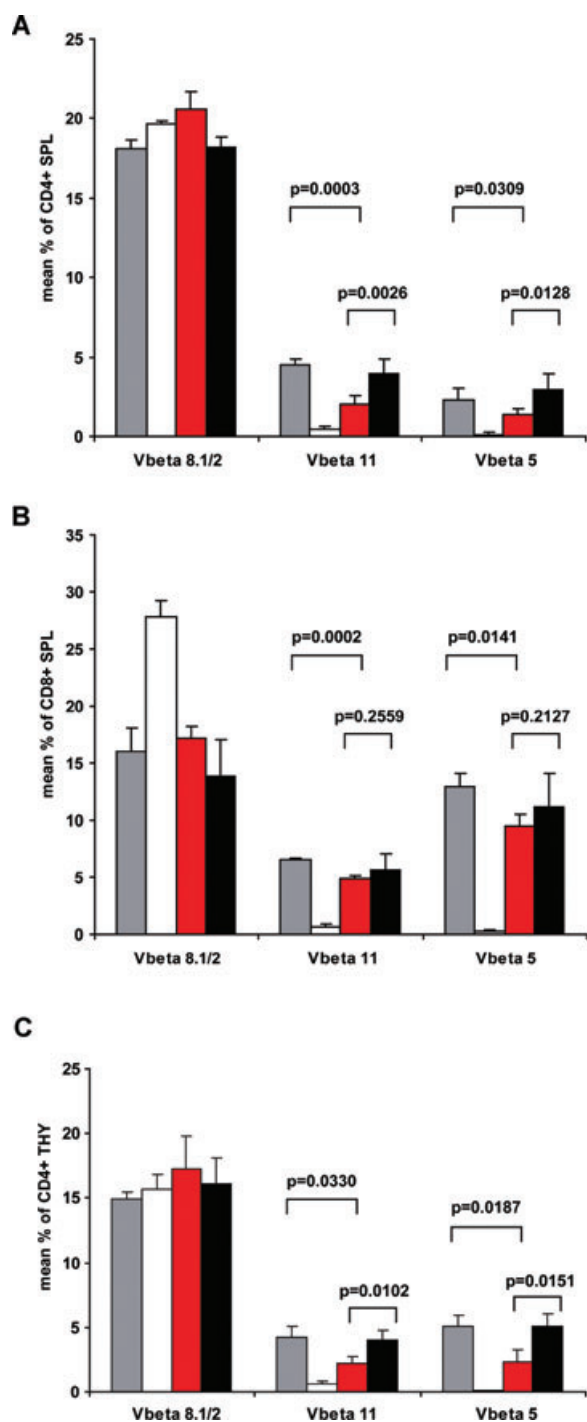 A
mean % of CD4+ SPL
25
20
15
10
5
0
p=0.0003
p=0.0309
p=0.0026
p=0.0128
Vbeta 8.1/2
Vbeta 11
Vbeta 5
B
mean % of CD8+ SPL
35
30
25
20
15
10
5
0
p=0.0002
p=0.0141
p=0.2559
p=0.2127
Vbeta 8.1/2
Vbeta 11
Vbeta 5
C
mean % of CD4+ THY
25
20
15
10
5
0
p=0.0330
p=0.0187
p=0.0102
p=0.0151
Vbeta 8.1/2
Vbeta 11
Vbeta 5